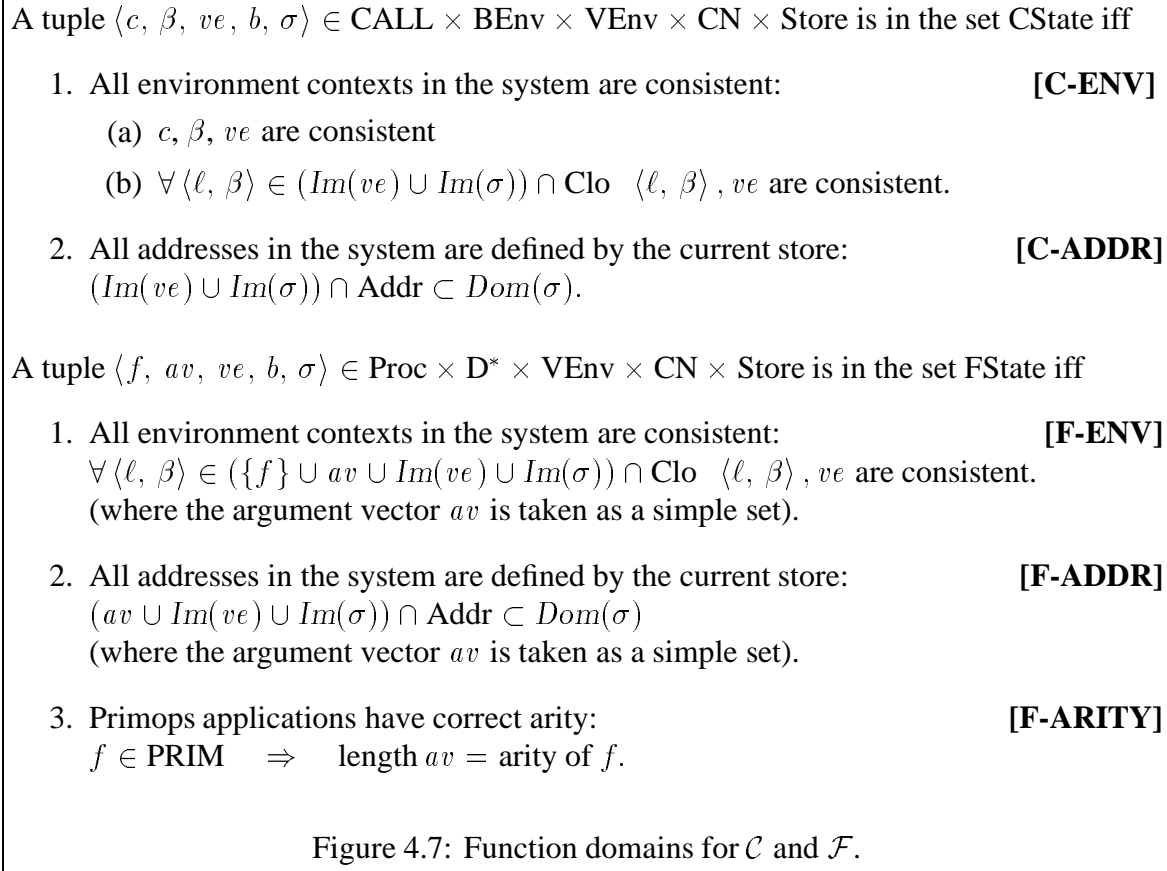 A tuple ⟨c, β, ve, b, σ⟩ ∈ CALL × BEnv × VEnv × CN × Store is in the set CState iff
1. All environment contexts in the system are consistent: [C-ENV]
(a) c, β, ve are consistent
(b) ∀ ⟨ℓ, β⟩ ∈ (Im(ve) ∪ Im(σ)) ∩ Clo ⟨ℓ, β⟩ , ve are consistent.
2. All addresses in the system are defined by the current store: [C-ADDR]
(Im(ve) ∪ Im(σ)) ∩ Addr ⊂ Dom(σ).
A tuple ⟨f, av, ve, b, σ⟩ ∈ Proc × D* × VEnv × CN × Store is in the set FState iff
1. All environment contexts in the system are consistent: [F-ENV]
∀ ⟨ℓ, β⟩ ∈ ({f} ∪ av ∪ Im(ve) ∪ Im(σ)) ∩ Clo ⟨ℓ, β⟩ , ve are consistent.
(where the argument vector av is taken as a simple set).
2. All addresses in the system are defined by the current store: [F-ADDR]
(av ∪ Im(ve) ∪ Im(σ)) ∩ Addr ⊂ Dom(σ)
(where the argument vector av is taken as a simple set).
3. Primops applications have correct arity: [F-ARITY]
f ∈ PRIM ⇒ length av = arity of f.
Figure 4.7: Function domains for 𝒞 and ℱ.